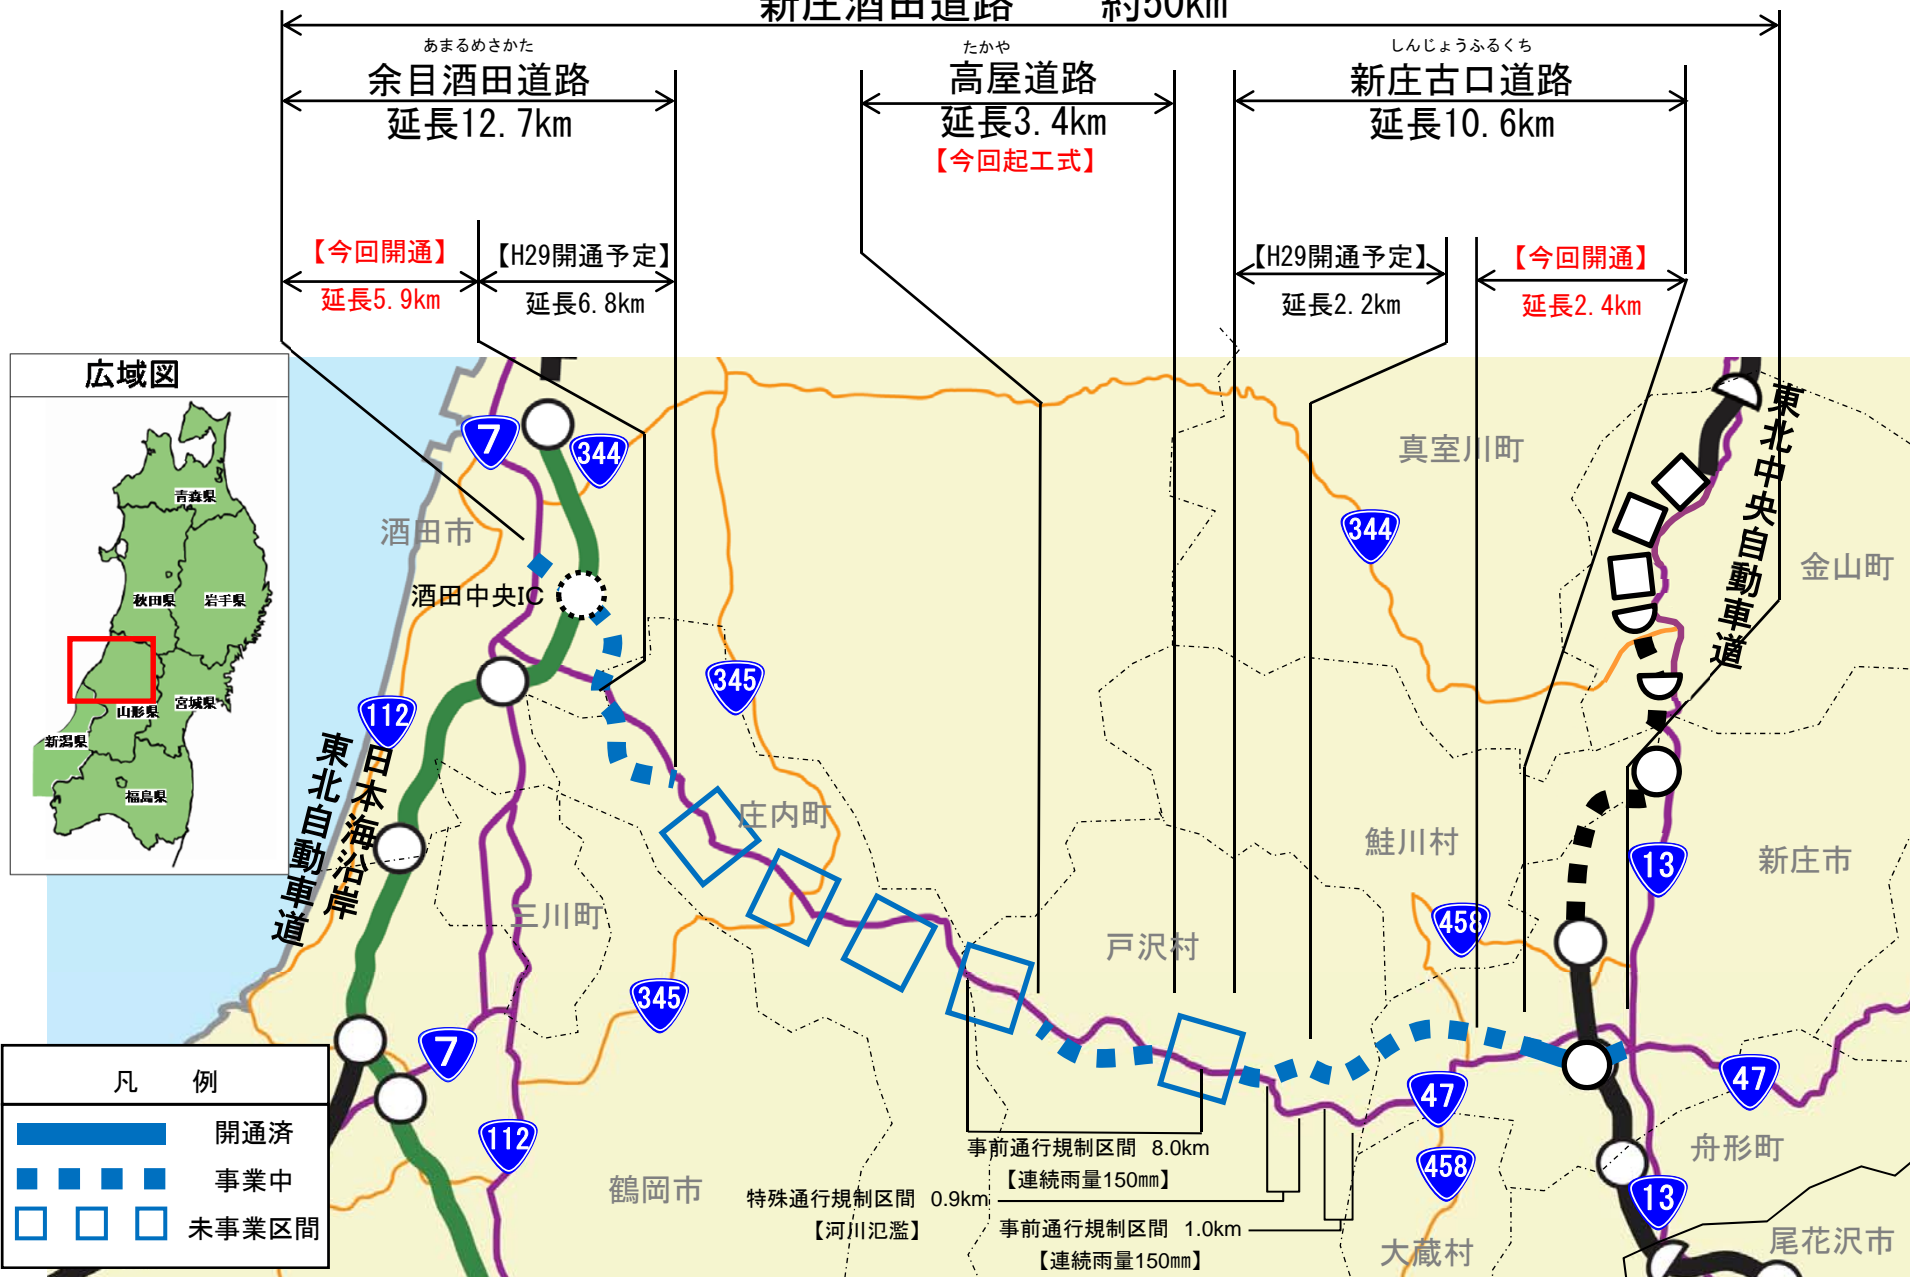 新庄酒田道路 約50km
あまるめさかた
余目酒田道路
延長12.7km
たかや
高屋道路
延長3.4km
【今回起工式】
しんじょうふるくち
新庄古口道路
延長10.6km
【今回開通】
延長5.9km
【H29開通予定】
延長6.8km
【H29開通予定】
延長2.2km
【今回開通】
延長2.4km
広域図
青森県
秋田県
岩手県
宮城県
山形県
新潟県
福島県
7
344
酒田市
酒田中央IC
112
345
日本海沿岸
東北自動車道
庄内町
三川町
345
7
112
鶴岡市
真室川町
344
東北中央自動車道
金山町
鮭川村
13
新庄市
458
戸沢村
47
47
舟形町
458
13
大蔵村
尾花沢市
事前通行規制区間 8.0km
【連続雨量150㎜】
特殊通行規制区間 0.9km
【河川氾濫】
事前通行規制区間 1.0km
【連続雨量150㎜】
凡 例
開通済
事業中
未事業区間